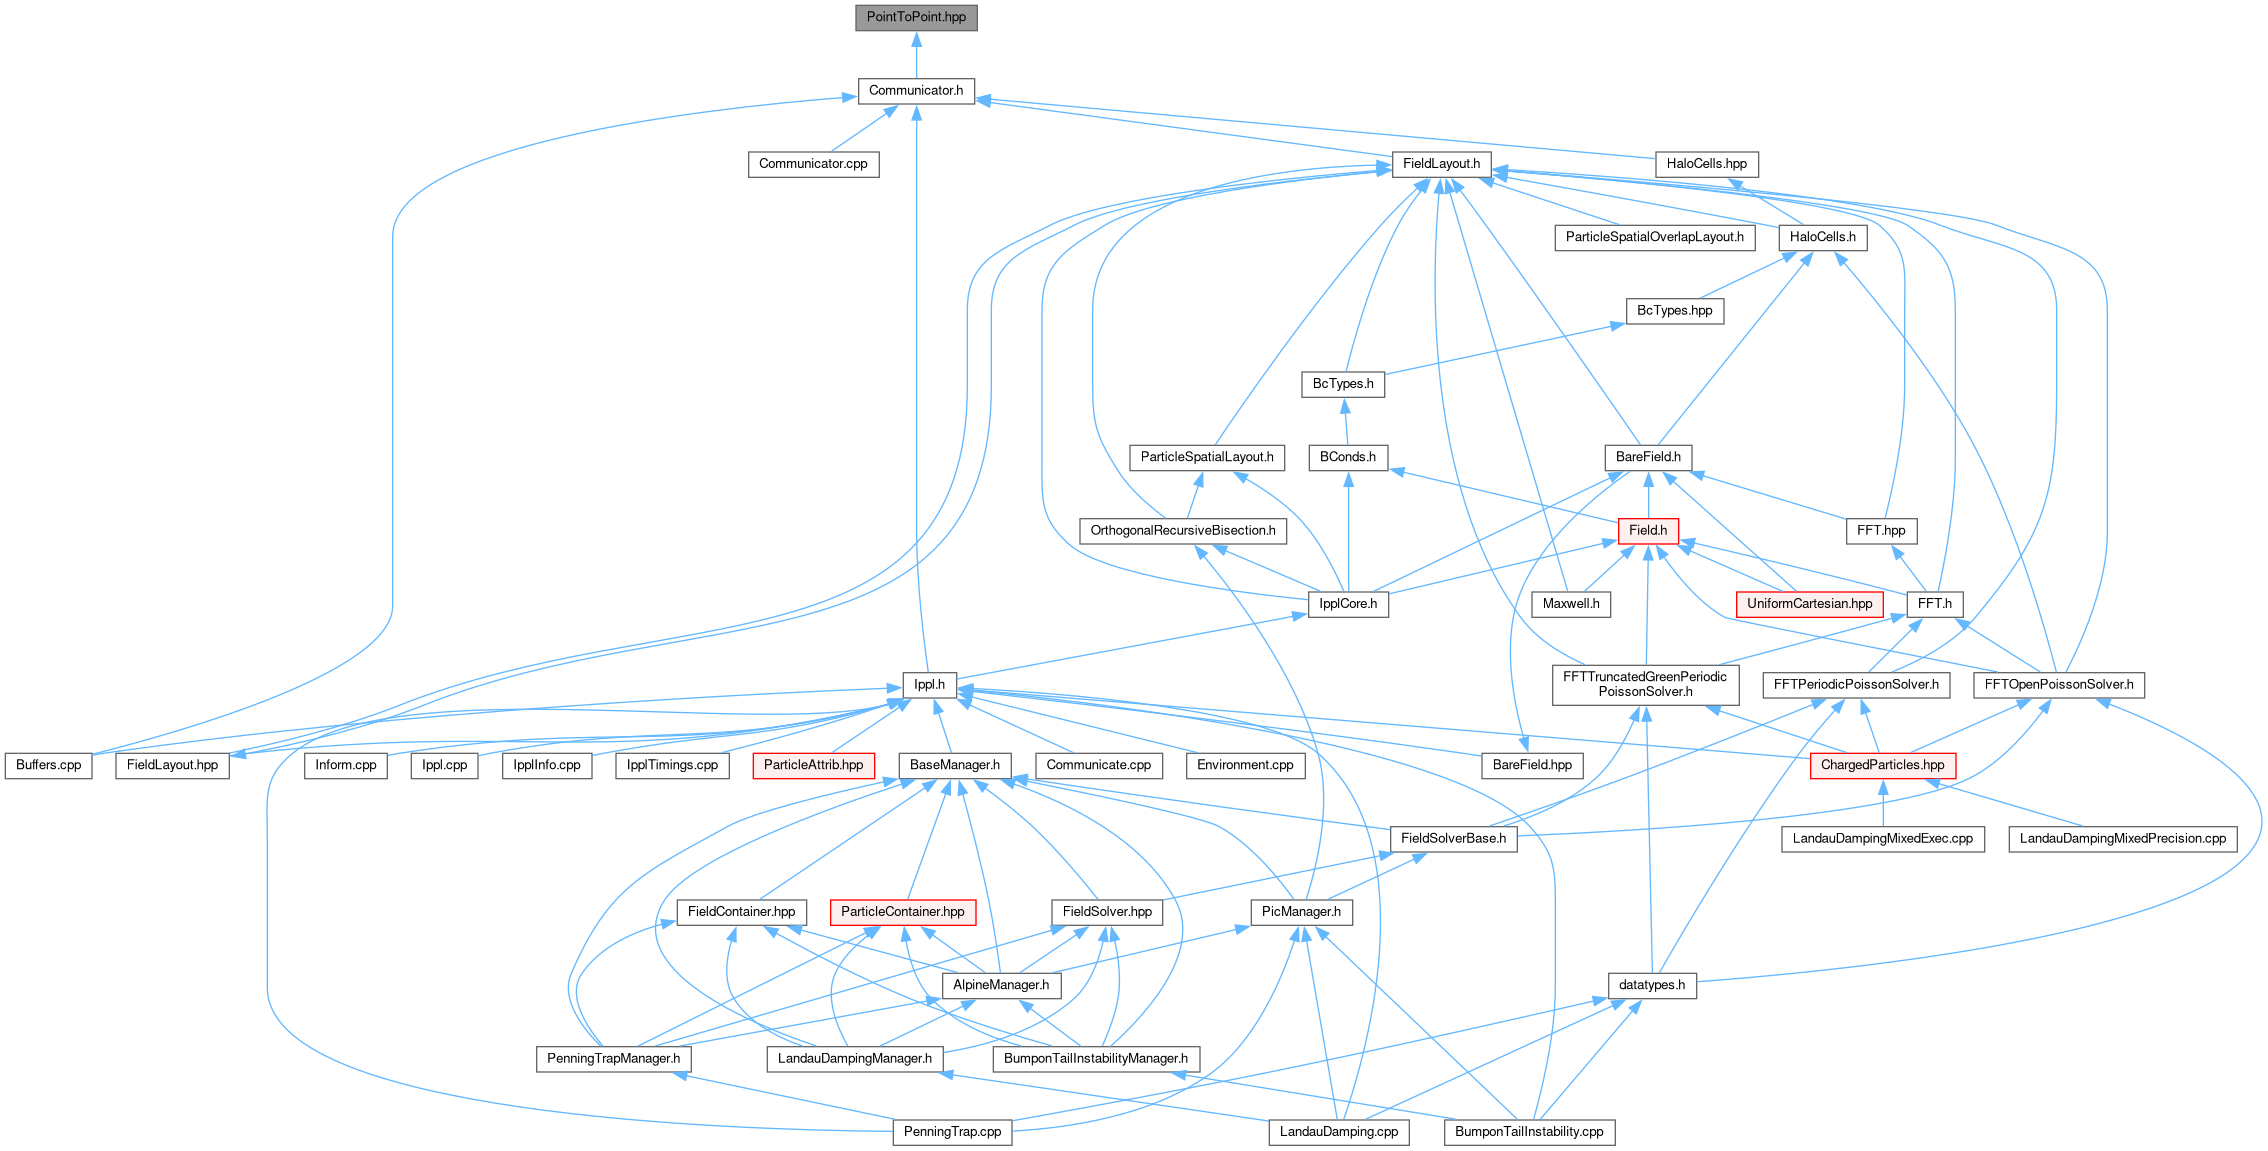 PointToPoint.hpp
Communicator.h
Communicator.cpp
FieldLayout.h
HaloCells.hpp
ParticleSpatialOverlapLayout.h
HaloCells.h
BcTypes.hpp
BcTypes.h
ParticleSpatialLayout.h
BConds.h
BareField.h
OrthogonalRecursiveBisection.h
Field.h
FFT.hpp
IpplCore.h
Maxwell.h
UniformCartesian.hpp
FFT.h
Ippl.h
FFTTruncatedGreenPeriodic
PoissonSolver.h
FFTPeriodicPoissonSolver.h
FFTOpenPoissonSolver.h
Buffers.cpp
FieldLayout.hpp
Inform.cpp
Ippl.cpp
IpplInfo.cpp
IpplTimings.cpp
ParticleAttrib.hpp
BaseManager.h
Communicate.cpp
Environment.cpp
BareField.hpp
ChargedParticles.hpp
FieldSolverBase.h
LandauDampingMixedExec.cpp
LandauDampingMixedPrecision.cpp
FieldContainer.hpp
ParticleContainer.hpp
FieldSolver.hpp
PicManager.h
AlpineManager.h
datatypes.h
PenningTrapManager.h
LandauDampingManager.h
BumponTailInstabilityManager.h
PenningTrap.cpp
LandauDamping.cpp
BumponTailInstability.cpp